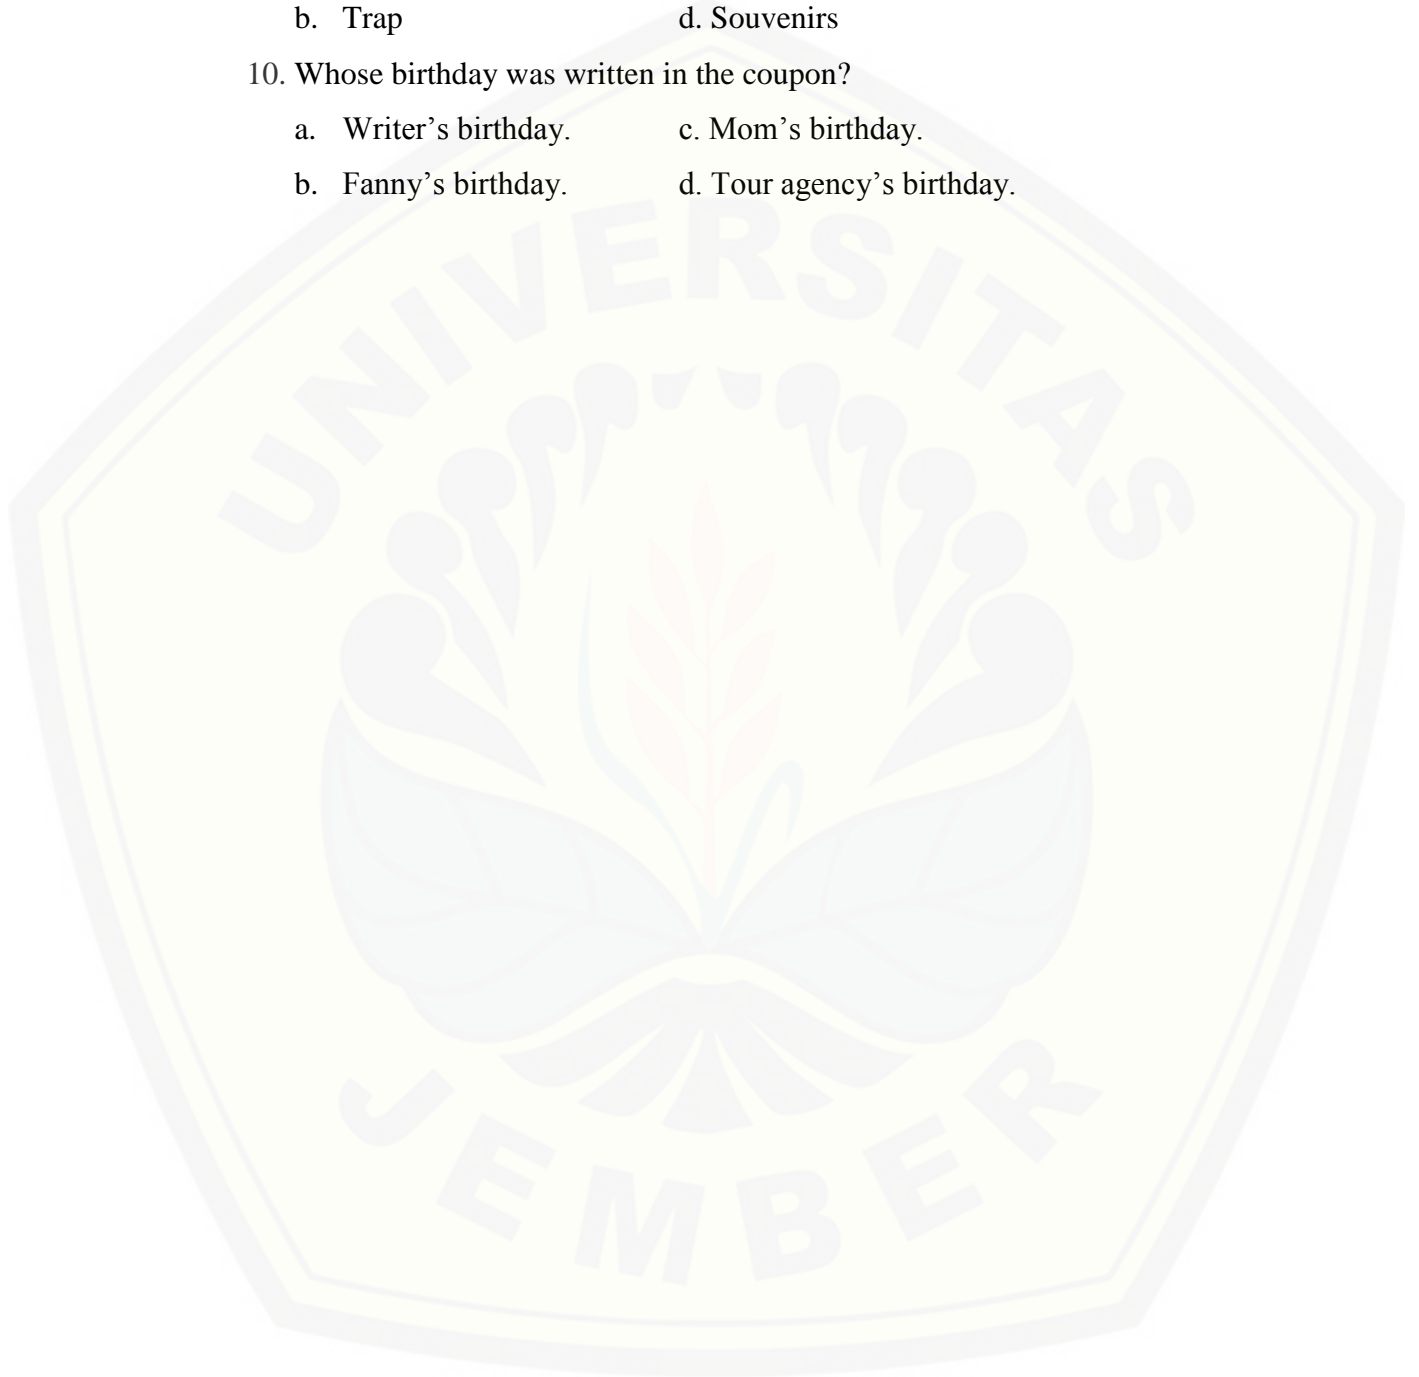 b. Trap d. Souvenirs
10. Whose birthday was written in the coupon?
a. Writer’s birthday. c. Mom’s birthday.
b. Fanny’s birthday. d. Tour agency’s birthday.
UNIVERSITAS
JEMBER